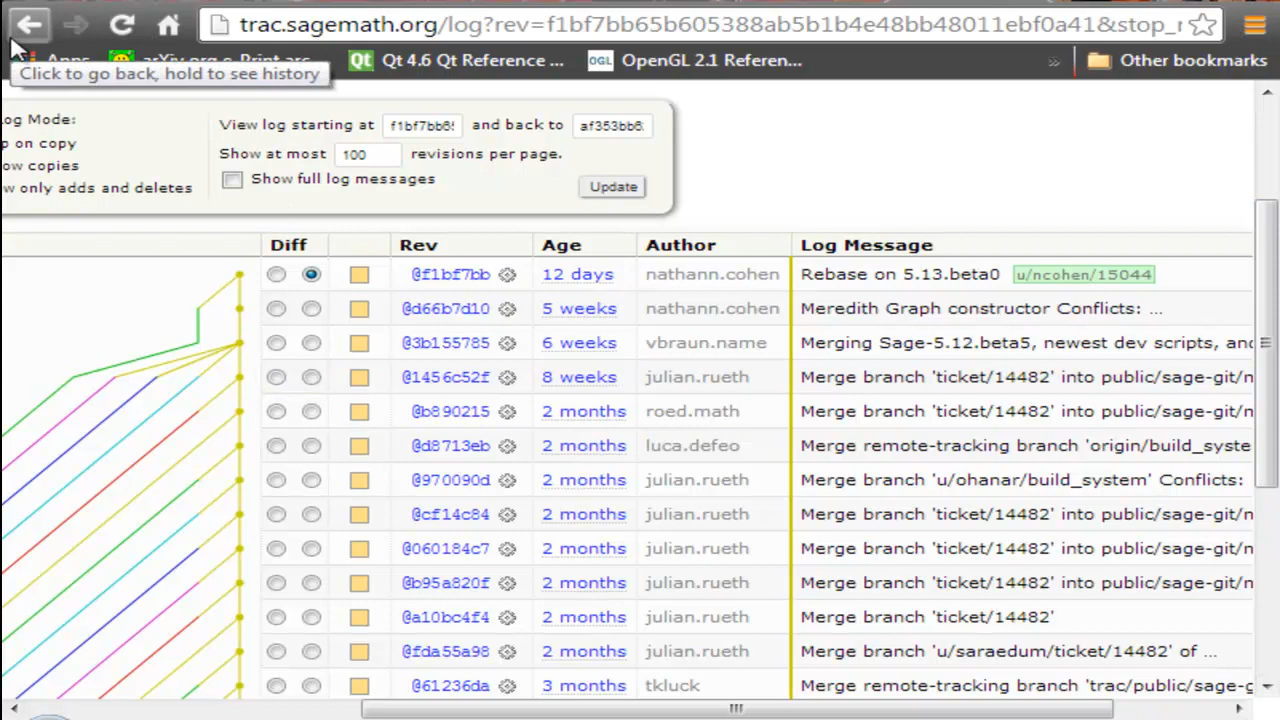 trac.sagemath.org/log?rev=f1bf7bb65b605388ab5b1b4e48bb48011ebf0a41&stop_r
Apps arXiv.org e-Print arc Qt Qt 4.6 Qt Reference ... OGL OpenGL 2.1 Referen... » Other bookmarks
Click to go back, hold to see history
og Mode:
p on copy
ow copies
w only adds and deletes
View log starting at f1bf7bb65 and back to af353bb6
Show at most 100 revisions per page.
Show full log messages
Update
Diff Rev Age Author Log Message
@f1bf7bb 12 days nathann.cohen Rebase on 5.13.beta0 u/ncohen/15044
@d66b7d10 5 weeks nathann.cohen Meredith Graph constructor Conflicts: ...
@3b155785 6 weeks vbraun.name Merging Sage-5.12.beta5, newest dev scripts, and
@1456c52f 8 weeks julian.rueth Merge branch 'ticket/14482' into public/sage-git/n
@b890215 2 months roed.math Merge branch 'ticket/14482' into public/sage-git/n
@d8713eb 2 months luca.defeo Merge remote-tracking branch 'origin/build_syste
@970090d 2 months julian.rueth Merge branch 'u/ohanar/build_system' Conflicts:
@cf14c84 2 months julian.rueth Merge branch 'ticket/14482' into public/sage-git/n
@060184c7 2 months julian.rueth Merge branch 'ticket/14482' into public/sage-git/n
@b95a820f 2 months julian.rueth Merge branch 'ticket/14482' into public/sage-git/n
@a10bc4f4 2 months julian.rueth Merge branch 'ticket/14482'
@fda55a98 2 months julian.rueth Merge branch 'u/saraedum/ticket/14482' of ...
@61236da 3 months tkluck Merge remote-tracking branch 'trac/public/sage-g